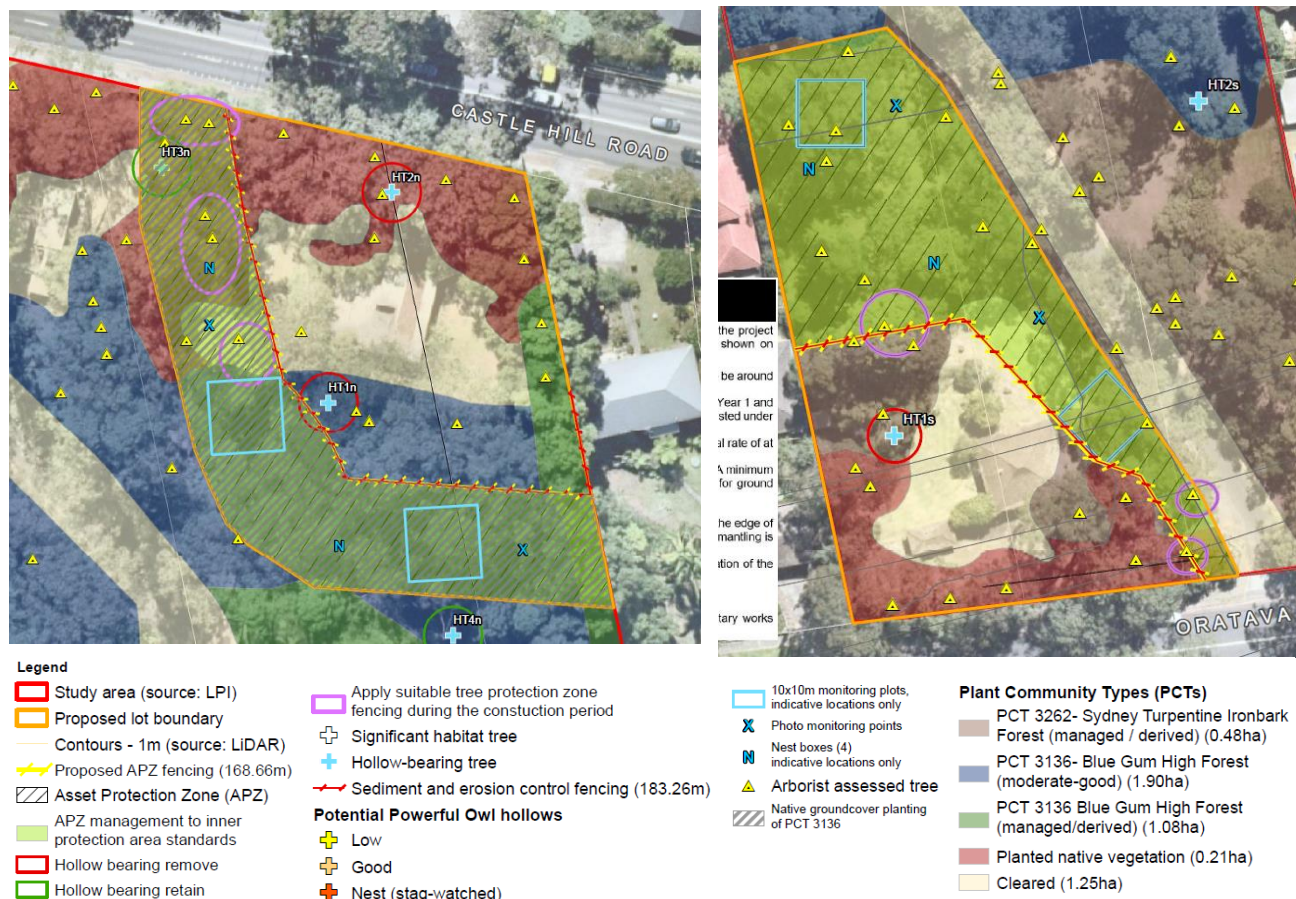 CASTLE HILL ROAD
HT3n
HT2n
N
X
HT1n
N
X
HT4n
X
HT2s
N
N
X
HT1s
ORATAVA
the project
shown on
be around
Year 1 and
sted under
al rate of at
A minimum
for ground
he edge of
mantling is
ation of the
tary works
Legend
Study area (source: LPI)
Proposed lot boundary
Contours - 1m (source: LiDAR)
Proposed APZ fencing (168.66m)
Asset Protection Zone (APZ)
APZ management to inner
protection area standards
Hollow bearing remove
Hollow bearing retain
Apply suitable tree protection zone
fencing during the constuction period
Significant habitat tree
Hollow-bearing tree
Sediment and erosion control fencing (183.26m)
Potential Powerful Owl hollows
Low
Good
Nest (stag-watched)
10x10m monitoring plots,
indicative locations only
X Photo monitoring points
N Nest boxes (4)
indicative locations only
Arborist assessed tree
Native groundcover planting
of PCT 3136
Plant Community Types (PCTs)
PCT 3262- Sydney Turpentine Ironbark
Forest (managed / derived) (0.48ha)
PCT 3136- Blue Gum High Forest
(moderate-good) (1.90ha)
PCT 3136 Blue Gum High Forest
(managed/derived) (1.08ha)
Planted native vegetation (0.21ha)
Cleared (1.25ha)